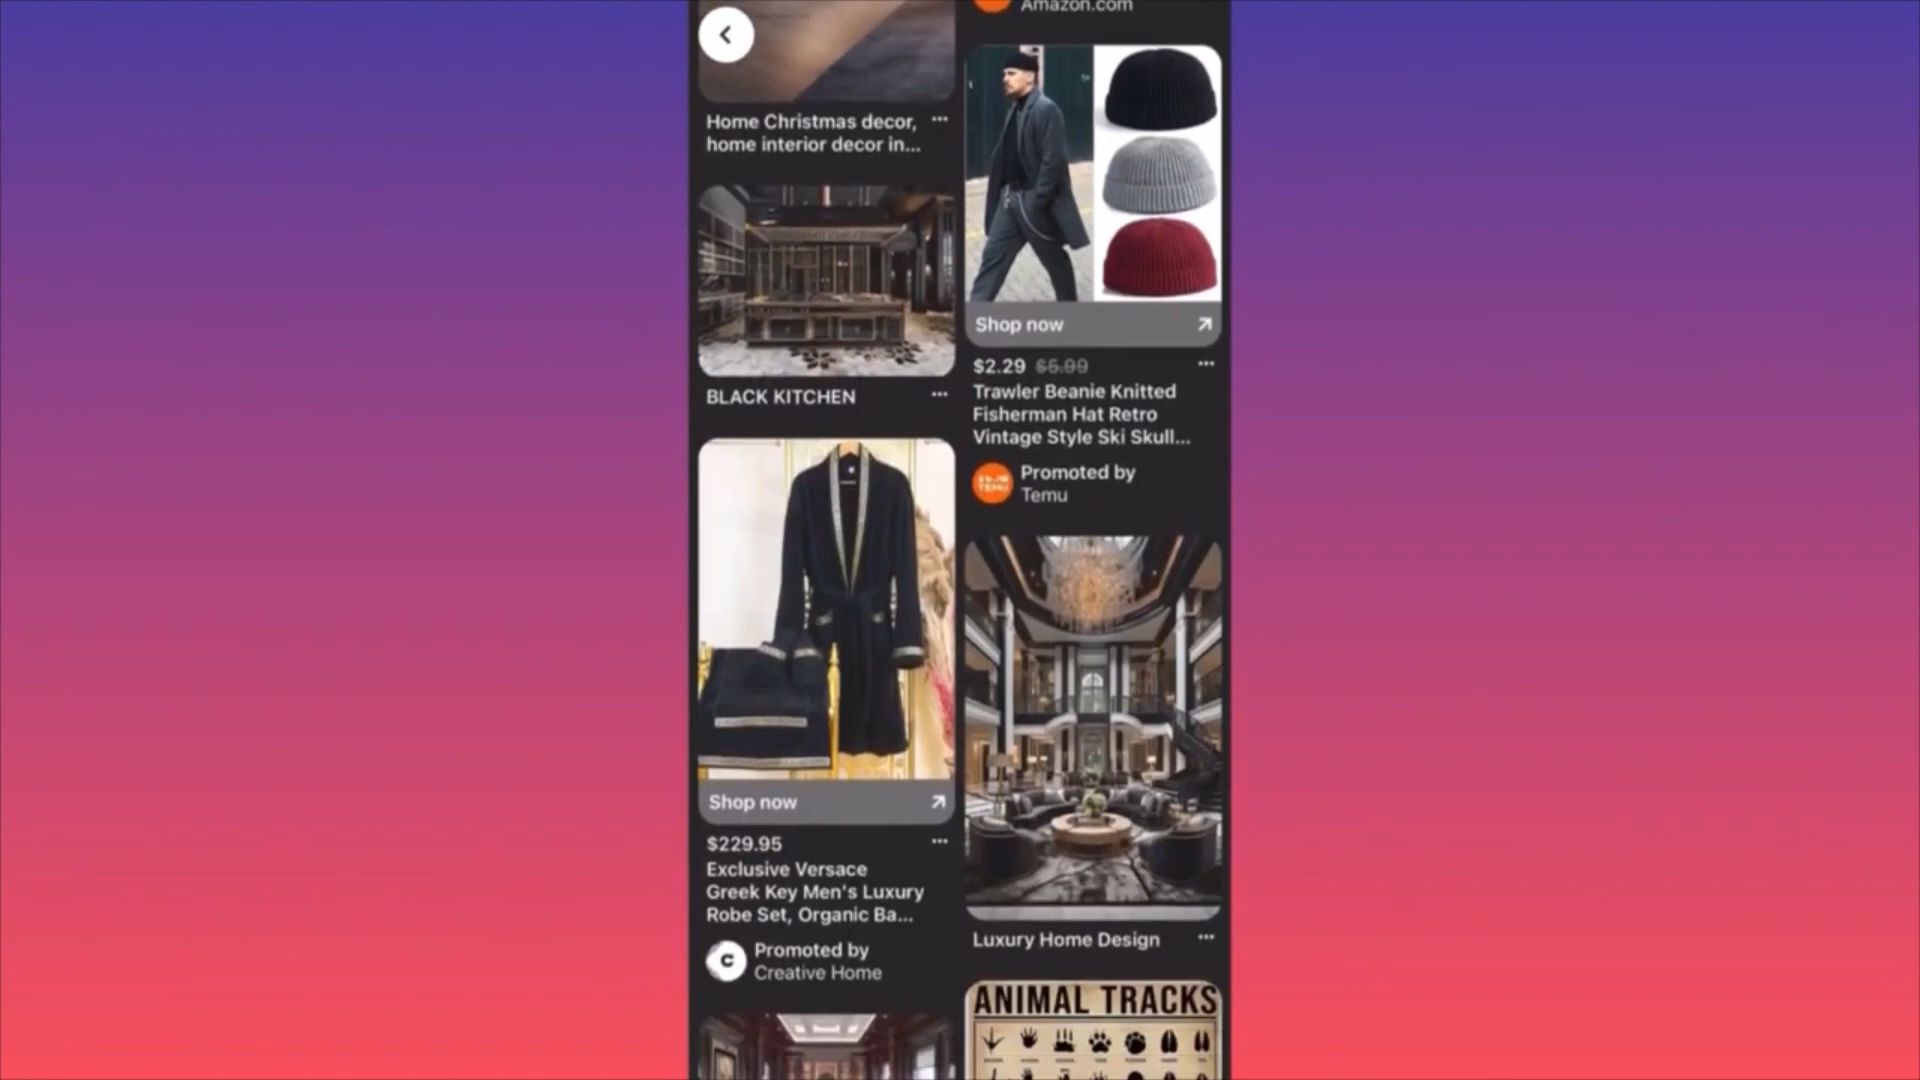 Home Christmas decor,
home interior decor in...
BLACK KITCHEN
Shop now
$229.95
Exclusive Versace
Greek Key Men's Luxury
Robe Set, Organic Ba...
C
Promoted by
Creative Home
Amazon.com
Shop now
$2.29 $5.99
Trawler Beanie Knitted
Fisherman Hat Retro
Vintage Style Ski Skull...
TEMU
Promoted by
Temu
Luxury Home Design
ANIMAL TRACKS